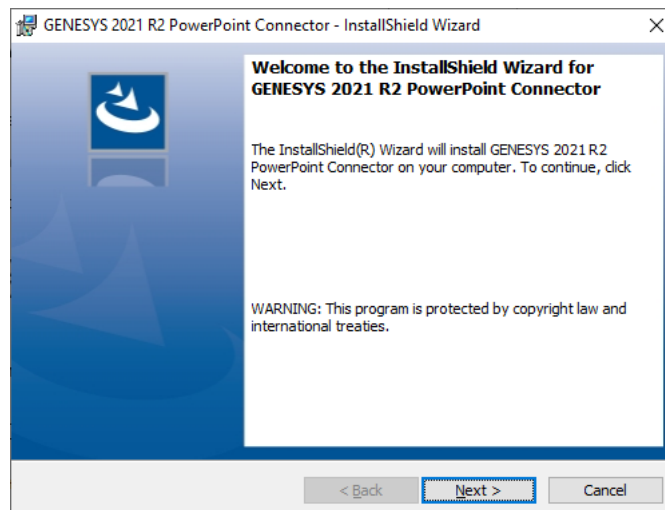 GENESYS 2021 R2 PowerPoint Connector - InstallShield Wizard
Welcome to the InstallShield Wizard for
GENESYS 2021 R2 PowerPoint Connector
The InstallShield(R) Wizard will install GENESYS 2021 R2
PowerPoint Connector on your computer. To continue, click
Next.
WARNING: This program is protected by copyright law and
international treaties.
< Back Next > Cancel